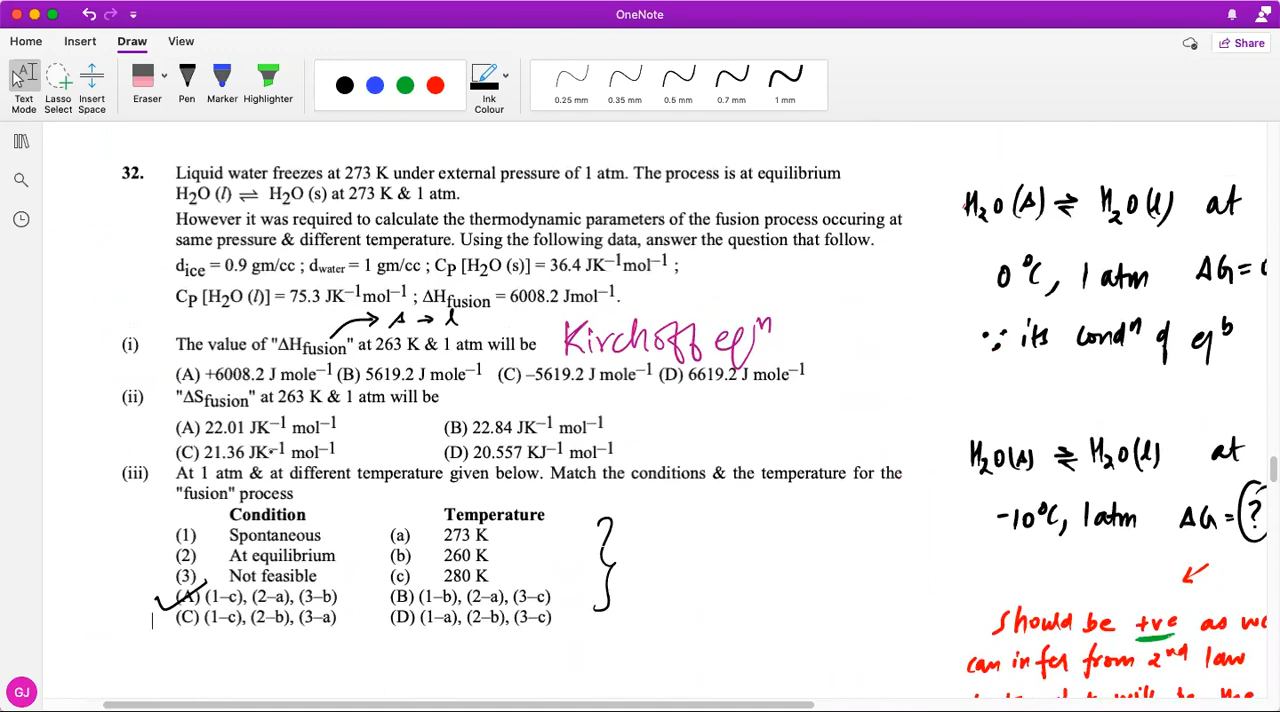 OneNote
Home Insert Draw View
Share
Text Mode
Lasso Select
Insert Space
Eraser
Pen
Marker
Highlighter
Ink Colour
0.25 mm
0.35 mm
0.5 mm
0.7 mm
1 mm
32. Liquid water freezes at 273 K under external pressure of 1 atm. The process is at equilibrium
H₂O (l) ⇌ H₂O (s) at 273 K & 1 atm.
However it was required to calculate the thermodynamic parameters of the fusion process occuring at
same pressure & different temperature. Using the following data, answer the question that follow.
d_ice = 0.9 gm/cc ; d_water = 1 gm/cc ; C_P [H₂O (s)] = 36.4 JK⁻¹mol⁻¹ ;
C_P [H₂O (l)] = 75.3 JK⁻¹mol⁻¹ ; ΔH_fusion = 6008.2 Jmol⁻¹.
s → l
(i) The value of "ΔH_fusion" at 263 K & 1 atm will be
Kirchoff eqⁿ
(A) +6008.2 J mole⁻¹ (B) 5619.2 J mole⁻¹ (C) –5619.2 J mole⁻¹ (D) 6619.2 J mole⁻¹
(ii) "ΔS_fusion" at 263 K & 1 atm will be
(A) 22.01 JK⁻¹ mol⁻¹ (B) 22.84 JK⁻¹ mol⁻¹
(C) 21.36 JK⁻¹ mol⁻¹ (D) 20.557 KJ⁻¹ mol⁻¹
(iii) At 1 atm & at different temperature given below. Match the conditions & the temperature for the
"fusion" process
Condition Temperature
(1) Spontaneous (a) 273 K
(2) At equilibrium (b) 260 K
(3) Not feasible (c) 280 K
(A) (1–c), (2–a), (3–b) (B) (1–b), (2–a), (3–c)
(C) (1–c), (2–b), (3–a) (D) (1–a), (2–b), (3–c)
H₂O(s) ⇌ H₂O(l) at
0°C, 1 atm ΔG =
∵ its condⁿ of eqᵇ
H₂O(s) ⇌ H₂O(l) at
-10°C, 1 atm ΔG = ?
Should be +ve as
can infer from 2nd law
GJ